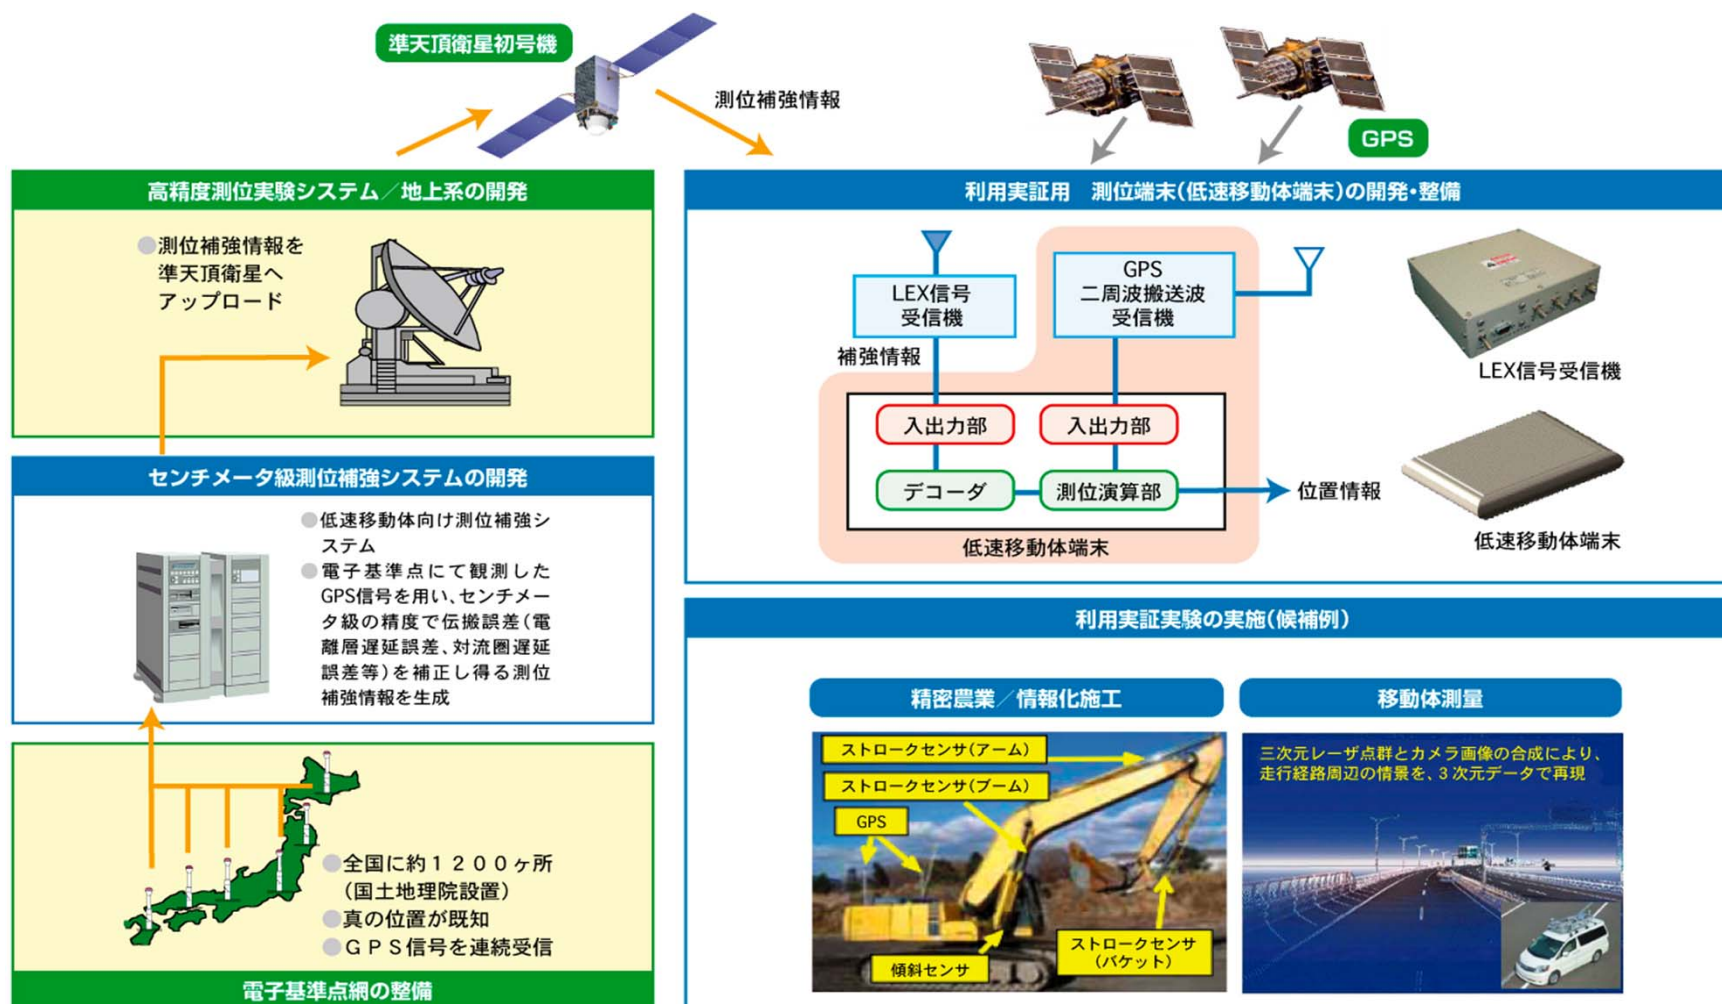 準天頂衛星初号機
測位補強情報
GPS
高精度測位実験システム／地上系の開発
●測位補強情報を
準天頂衛星へ
アップロード
センチメータ級測位補強システムの開発
●低速移動体向け測位補強シ
ステム
●電子基準点にて観測した
GPS信号を用い、センチメー
タ級の精度で伝搬誤差（電
離層遅延誤差、対流圏遅延
誤差等）を補正し得る測位
補強情報を生成
●全国に約１２００ヶ所
（国土地理院設置）
●真の位置が既知
●ＧＰＳ信号を連続受信
電子基準点網の整備
利用実証用　測位端末（低速移動体端末）の開発・整備
LEX信号
受信機
GPS
二周波搬送波
受信機
補強情報
入出力部
入出力部
デコーダ
測位演算部
位置情報
低速移動体端末
LEX信号受信機
低速移動体端末
利用実証実験の実施（候補例）
精密農業／情報化施工
ストロークセンサ（アーム）
ストロークセンサ（ブーム）
GPS
傾斜センサ
ストロークセンサ
（バケット）
移動体測量
三次元レーザ点群とカメラ画像の合成により、
走行経路周辺の情景を、３次元データで再現